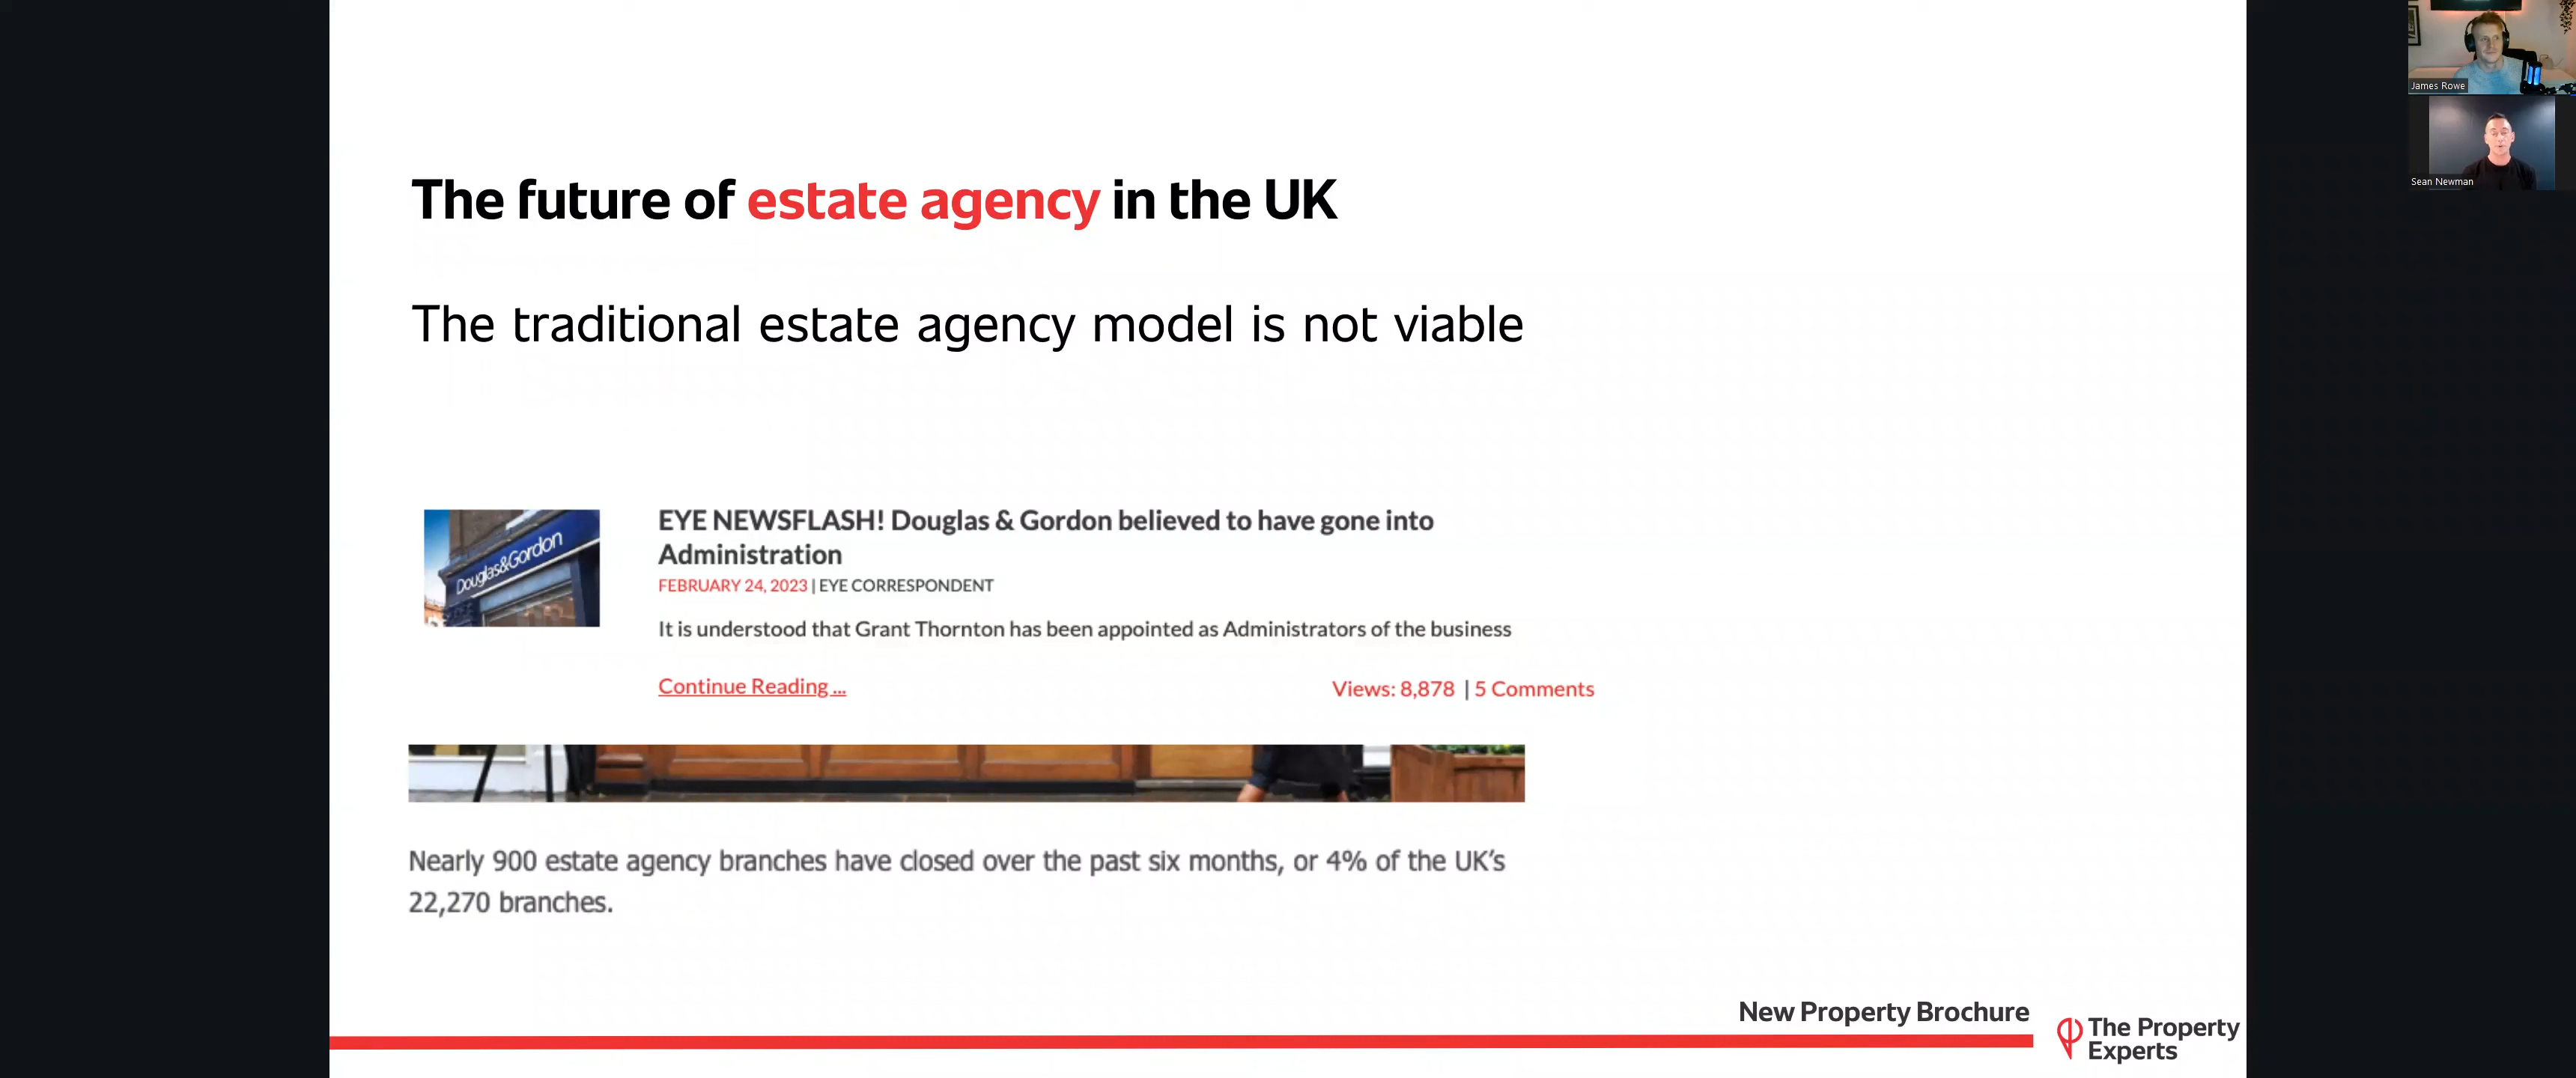 James Rowe
Sean Newman
The future of estate agency in the UK
The traditional estate agency model is not viable
Douglas&Gordon
EYE NEWSFLASH! Douglas & Gordon believed to have gone into
Administration
FEBRUARY 24, 2023 | EYE CORRESPONDENT
It is understood that Grant Thornton has been appointed as Administrators of the business
Continue Reading ...
Views: 8,878 | 5 Comments
Nearly 900 estate agency branches have closed over the past six months, or 4% of the UK’s
22,270 branches.
New Property Brochure
The Property
Experts